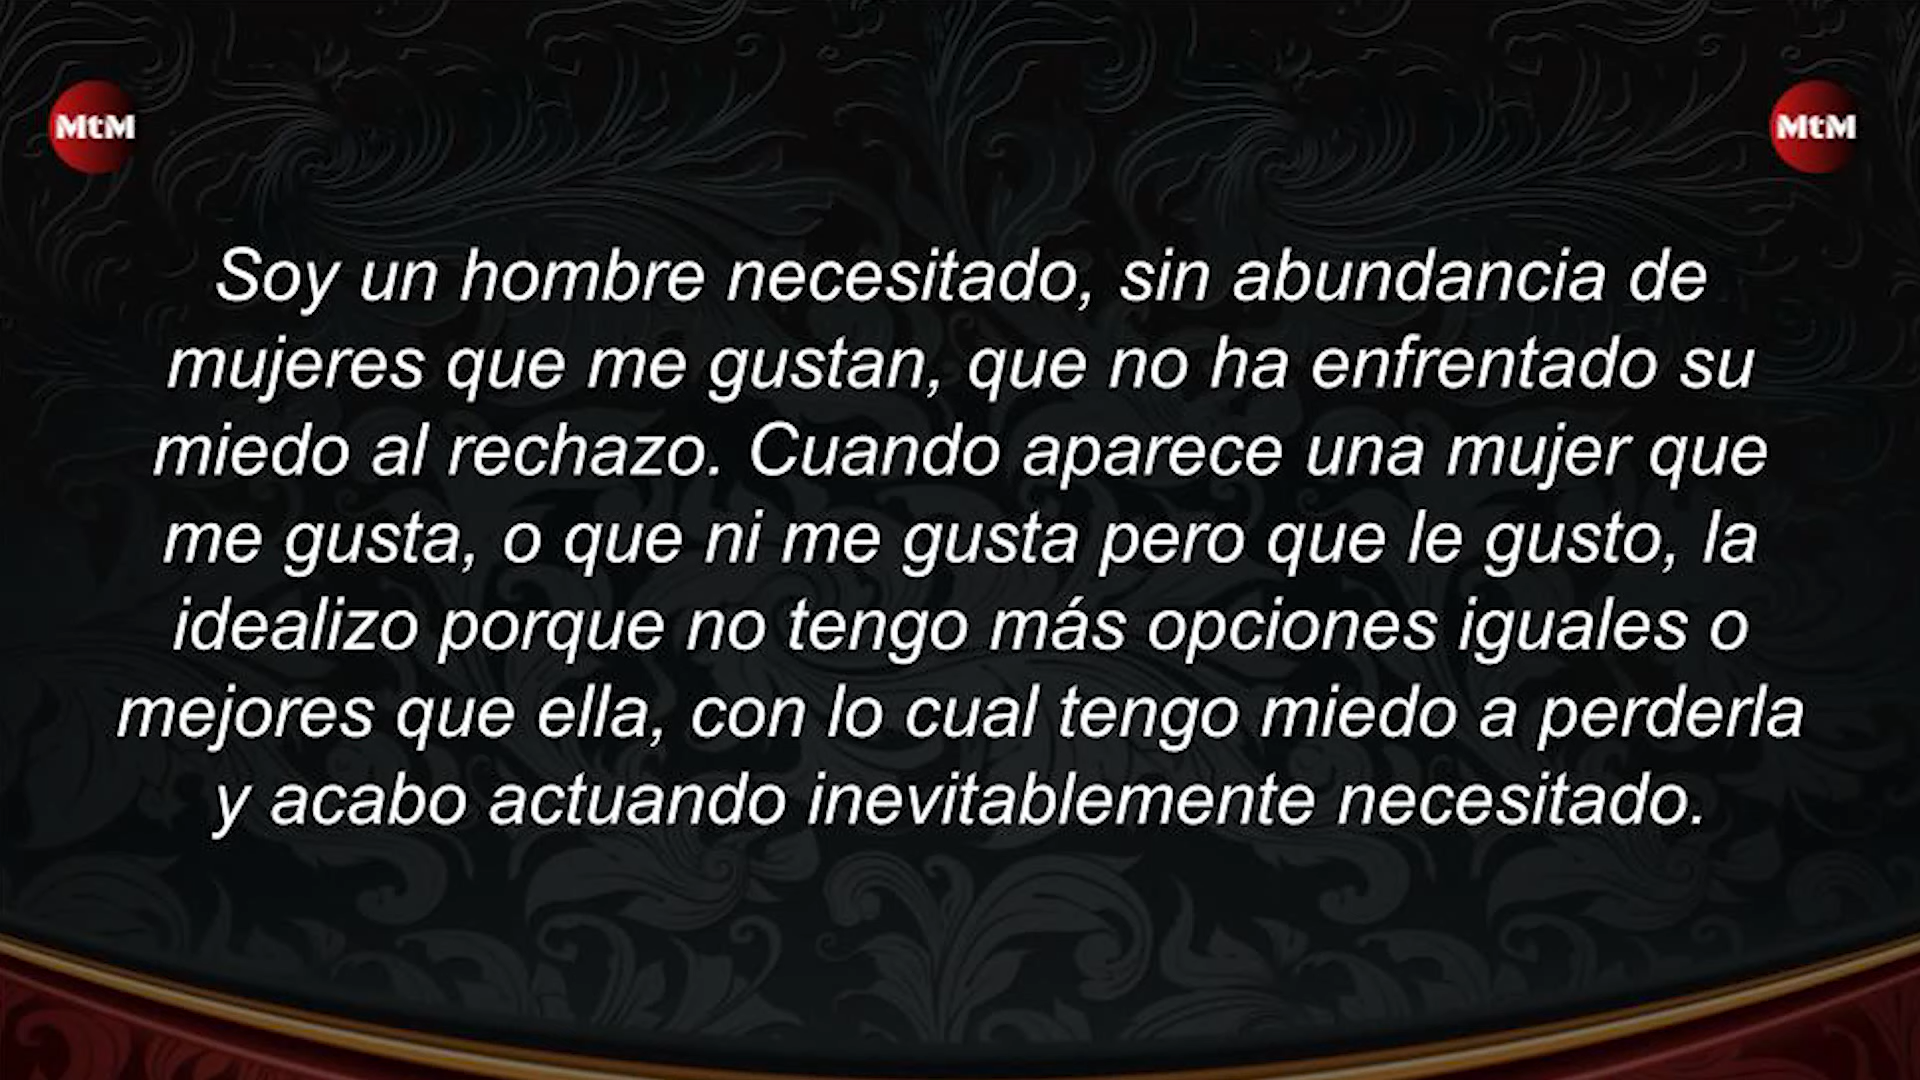 MtM MtM
Soy un hombre necesitado, sin abundancia de
mujeres que me gustan, que no ha enfrentado su
miedo al rechazo. Cuando aparece una mujer que
me gusta, o que ni me gusta pero que le gusto, la
idealizo porque no tengo más opciones iguales o
mejores que ella, con lo cual tengo miedo a perderla
y acabo actuando inevitablemente necesitado.